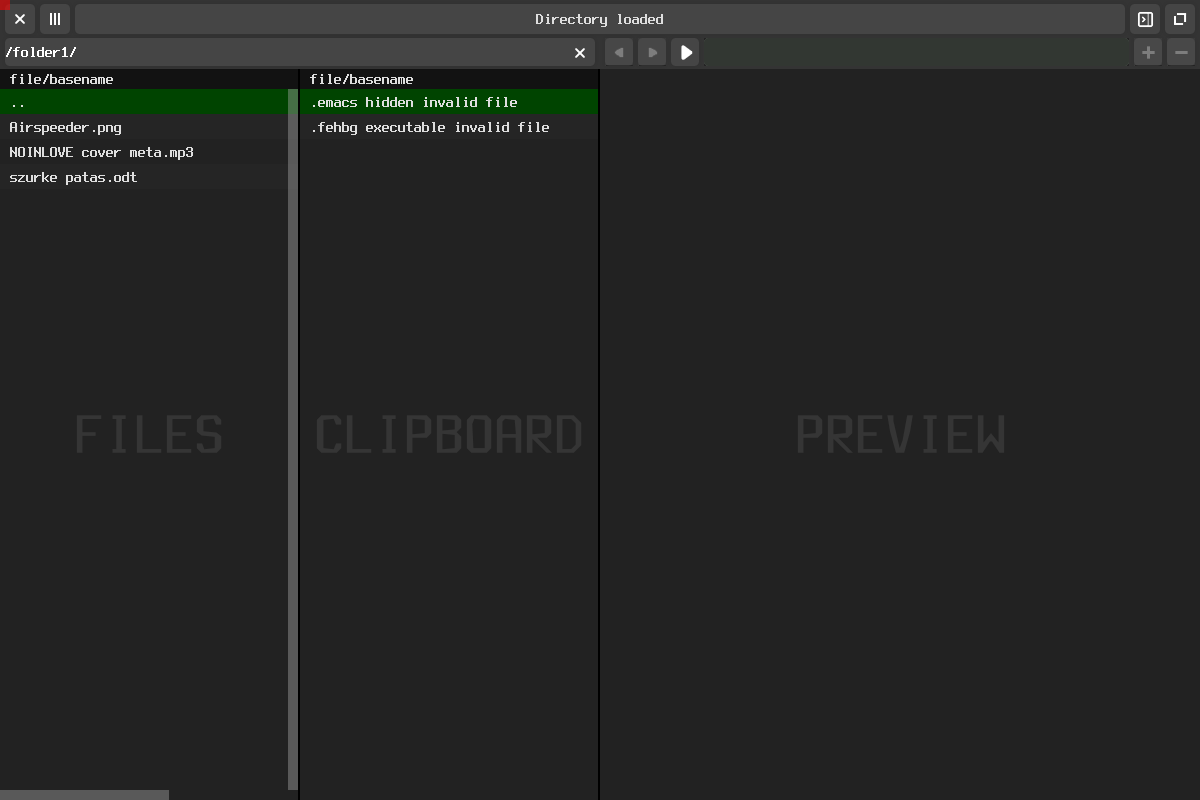 Directory loaded
/folder1/
file/basename
..
Airspeeder.png
NOINLOVE cover meta.mp3
szurke patas.odt
FILES
file/basename
.emacs hidden invalid file
.fehbg executable invalid file
CLIPBOARD
PREVIEW